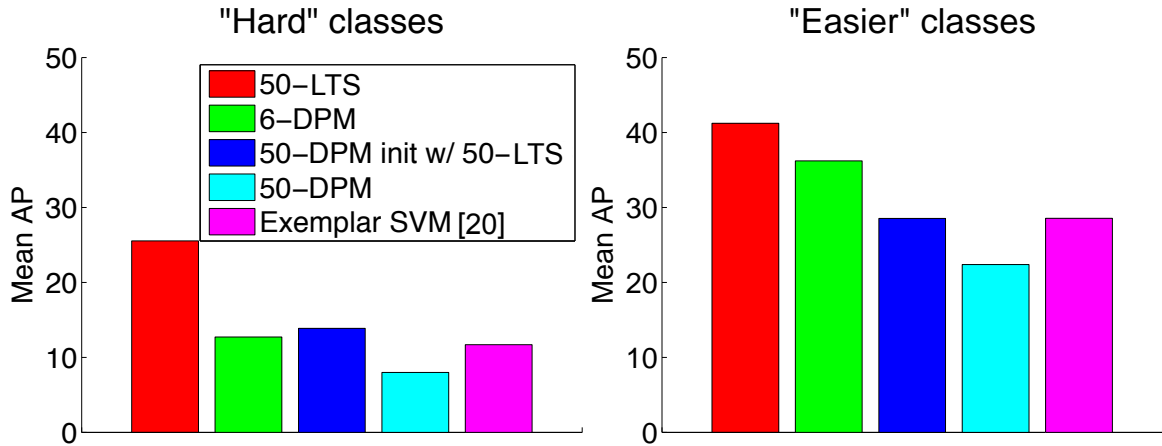 "Hard" classes
50
40
30
20
10
0
Mean AP
50−LTS
6−DPM
50−DPM init w/ 50−LTS
50−DPM
Exemplar SVM [20]
"Easier" classes
50
40
30
20
10
0
Mean AP